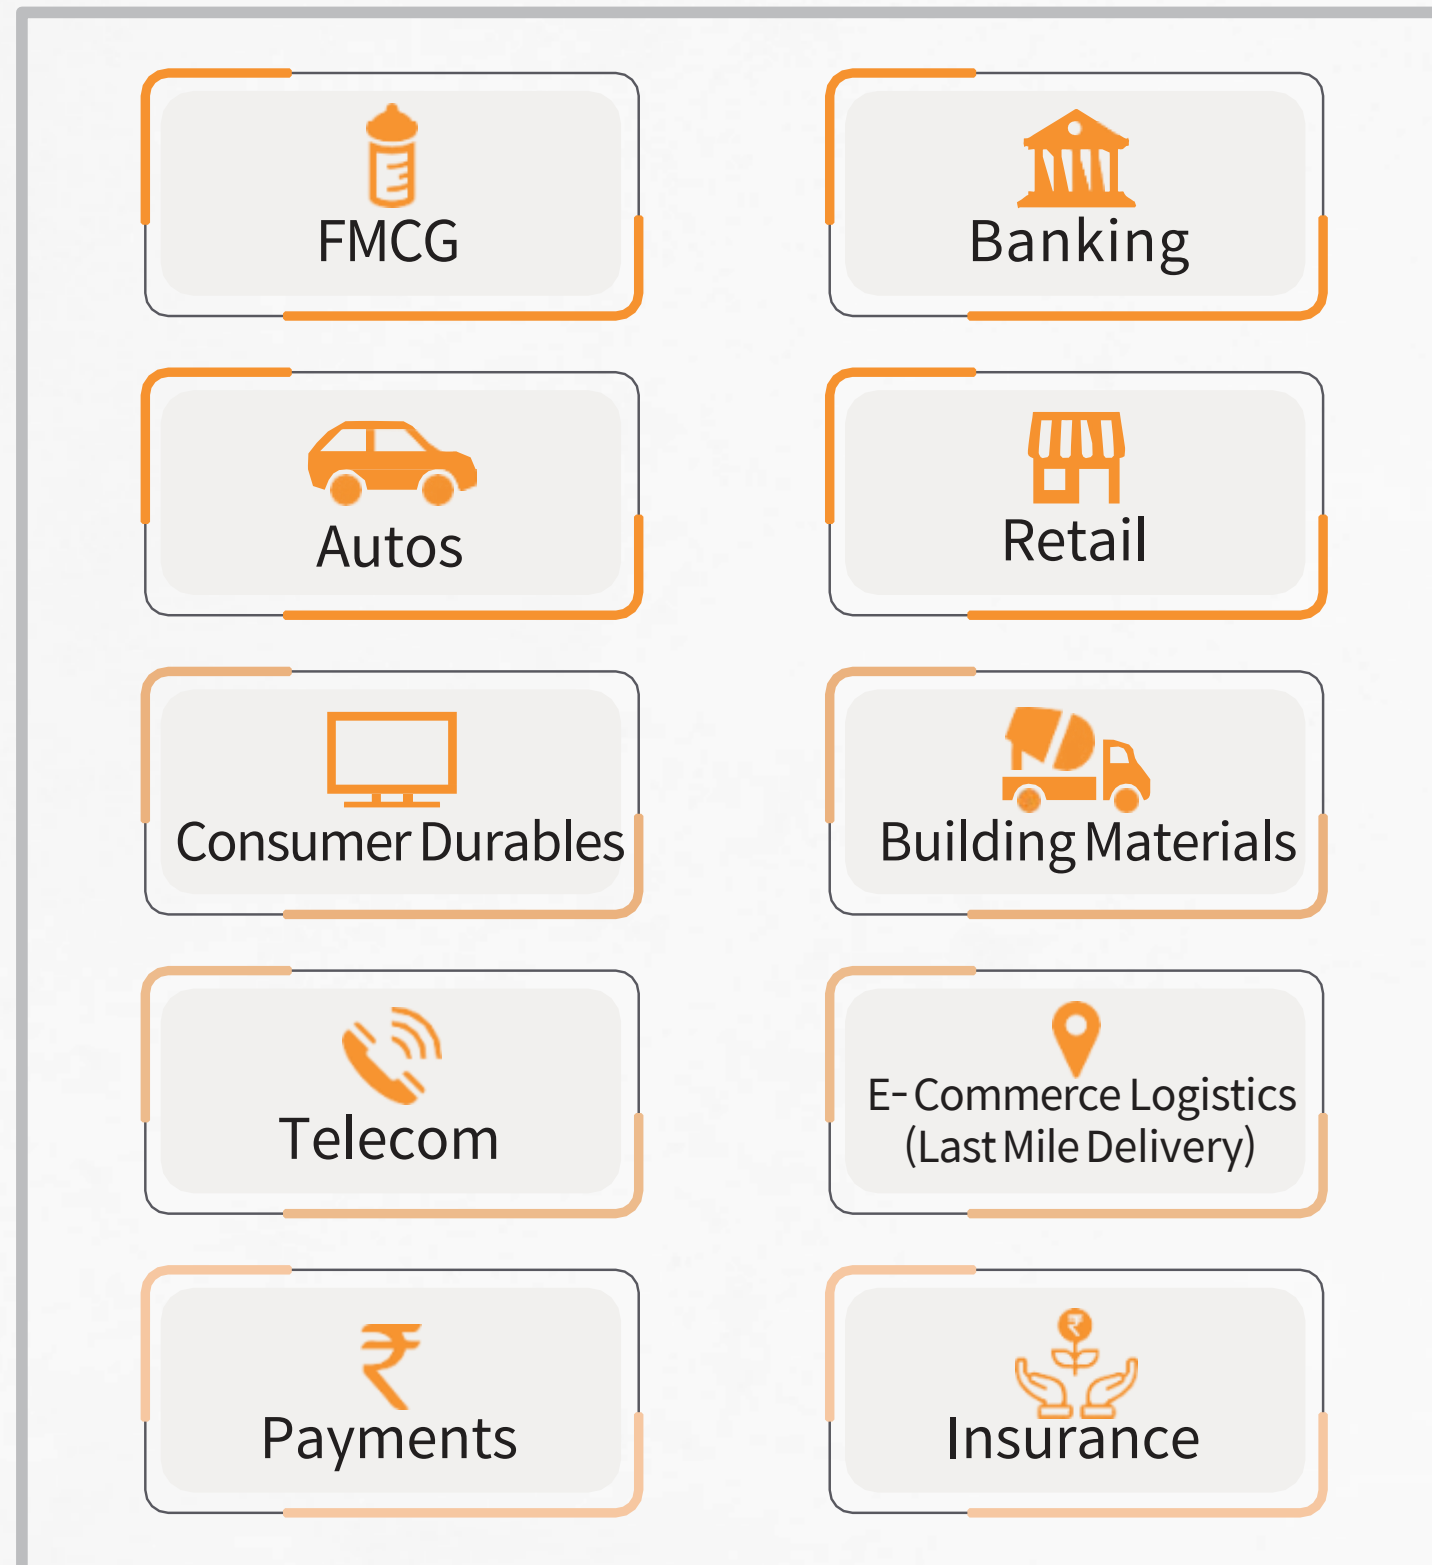 FMCG
Banking
Autos
Retail
Consumer Durables
Building Materials
Telecom
E-Commerce Logistics
(Last Mile Delivery)
₹
Payments
₹
Insurance